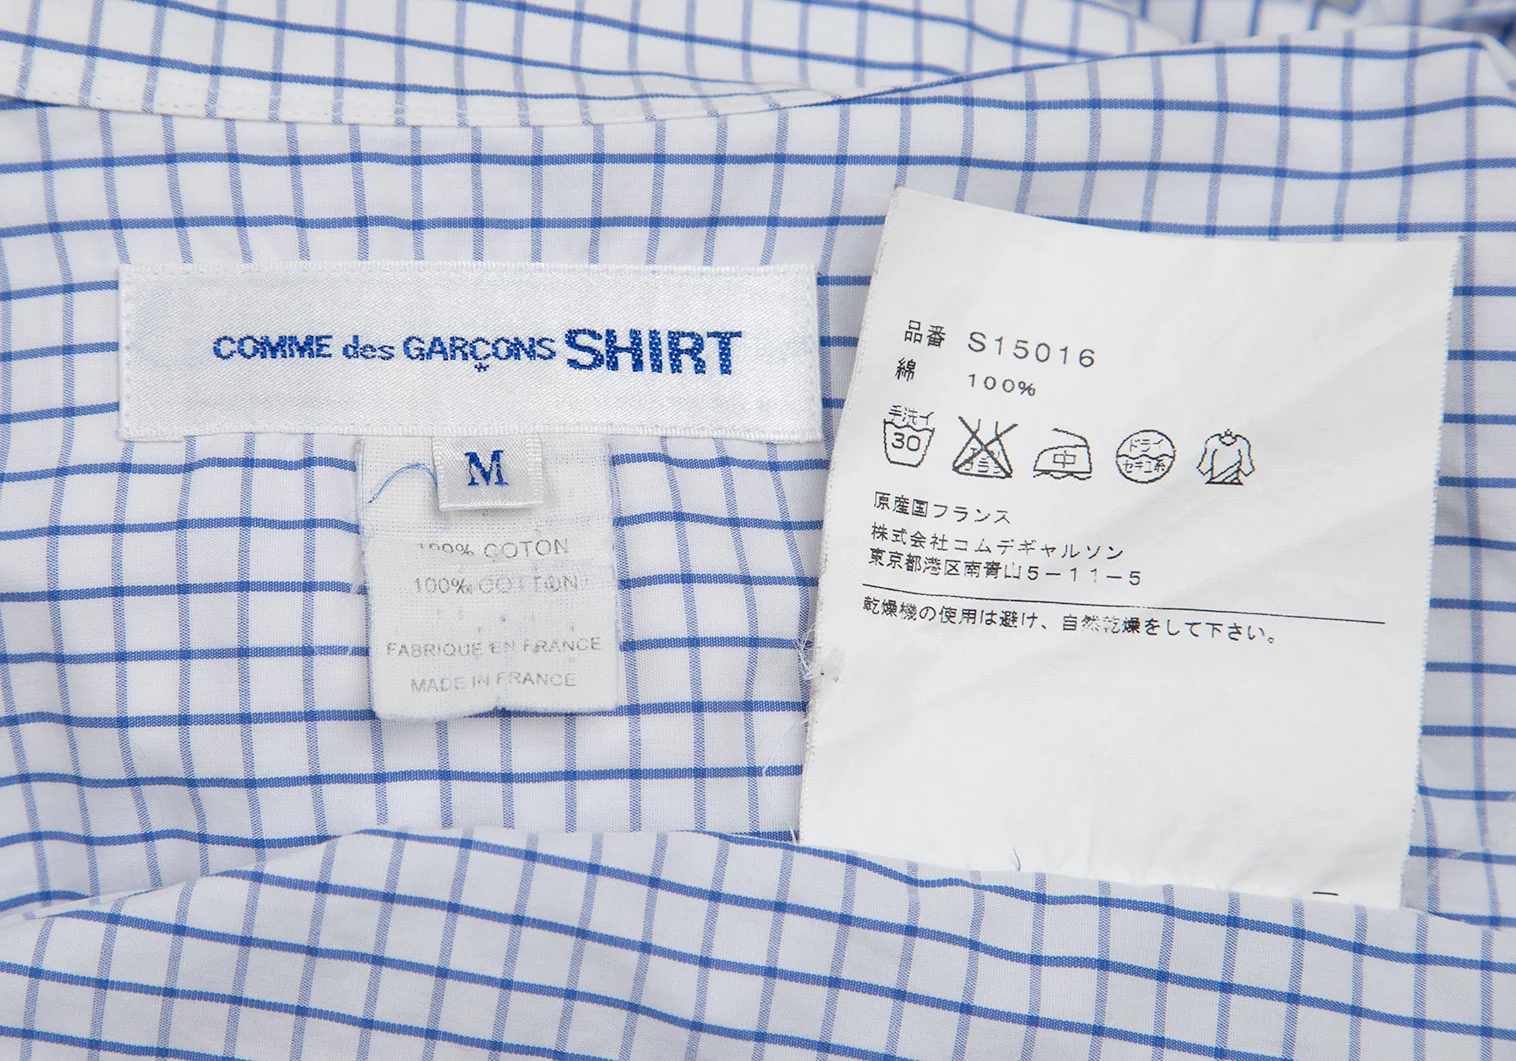 COMME des GARÇONS SHIRT
M
100% COTON
100% COTTON
FABRIQUE EN FRANCE
MADE IN FRANCE
品番 S15016
綿 100%
手洗イ
30
中
ドライ
セキユ系
原産国フランス
株式会社コムデギャルソン
東京都港区南青山5-11-5
乾燥機の使用は避け、自然乾燥をして下さい。